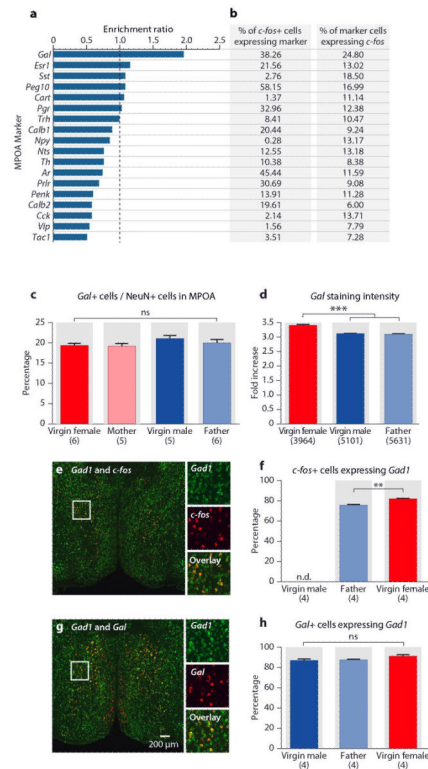 a
Enrichment ratio
0.0 0.5 1.0 1.5 2.0 2.5
MPOA Marker
Gal
Esr1
Sst
Peg10
Cart
Pgr
Trh
Calb1
Npy
Nts
Th
Ar
Prlr
Penk
Calb2
Cck
Vip
Tac1
b
% of c-fos+ cells expressing marker
% of marker cells expressing c-fos
38.26 24.80
21.56 13.02
2.76 18.50
58.15 16.99
1.37 11.14
32.96 12.38
8.41 10.47
20.44 9.24
0.28 13.17
12.55 13.18
10.38 8.38
45.44 11.59
30.69 9.08
13.91 11.28
19.61 6.00
2.14 13.71
1.56 7.79
3.51 7.28
c
Gal+ cells / NeuN+ cells in MPOA
ns
Percentage
25
20
15
10
5
0
Virgin female Mother Virgin male Father
(6) (5) (5) (6)
d
Gal staining intensity
***
Fold increase
3.5
3.0
2.5
2.0
1.5
1.0
0.5
0
Virgin female Virgin male Father
(3964) (5101) (5631)
e
Gad1 and c-fos
Gad1
c-fos
Overlay
f
c-fos+ cells expressing Gad1
**
Percentage
100
80
60
40
20
0
n.d.
Virgin male Father Virgin female
(4) (4) (4)
g
Gad1 and Gal
200 µm
Gad1
Gal
Overlay
h
Gal+ cells expressing Gad1
ns
Percentage
100
80
60
40
20
0
Virgin male Father Virgin female
(4) (4) (4)